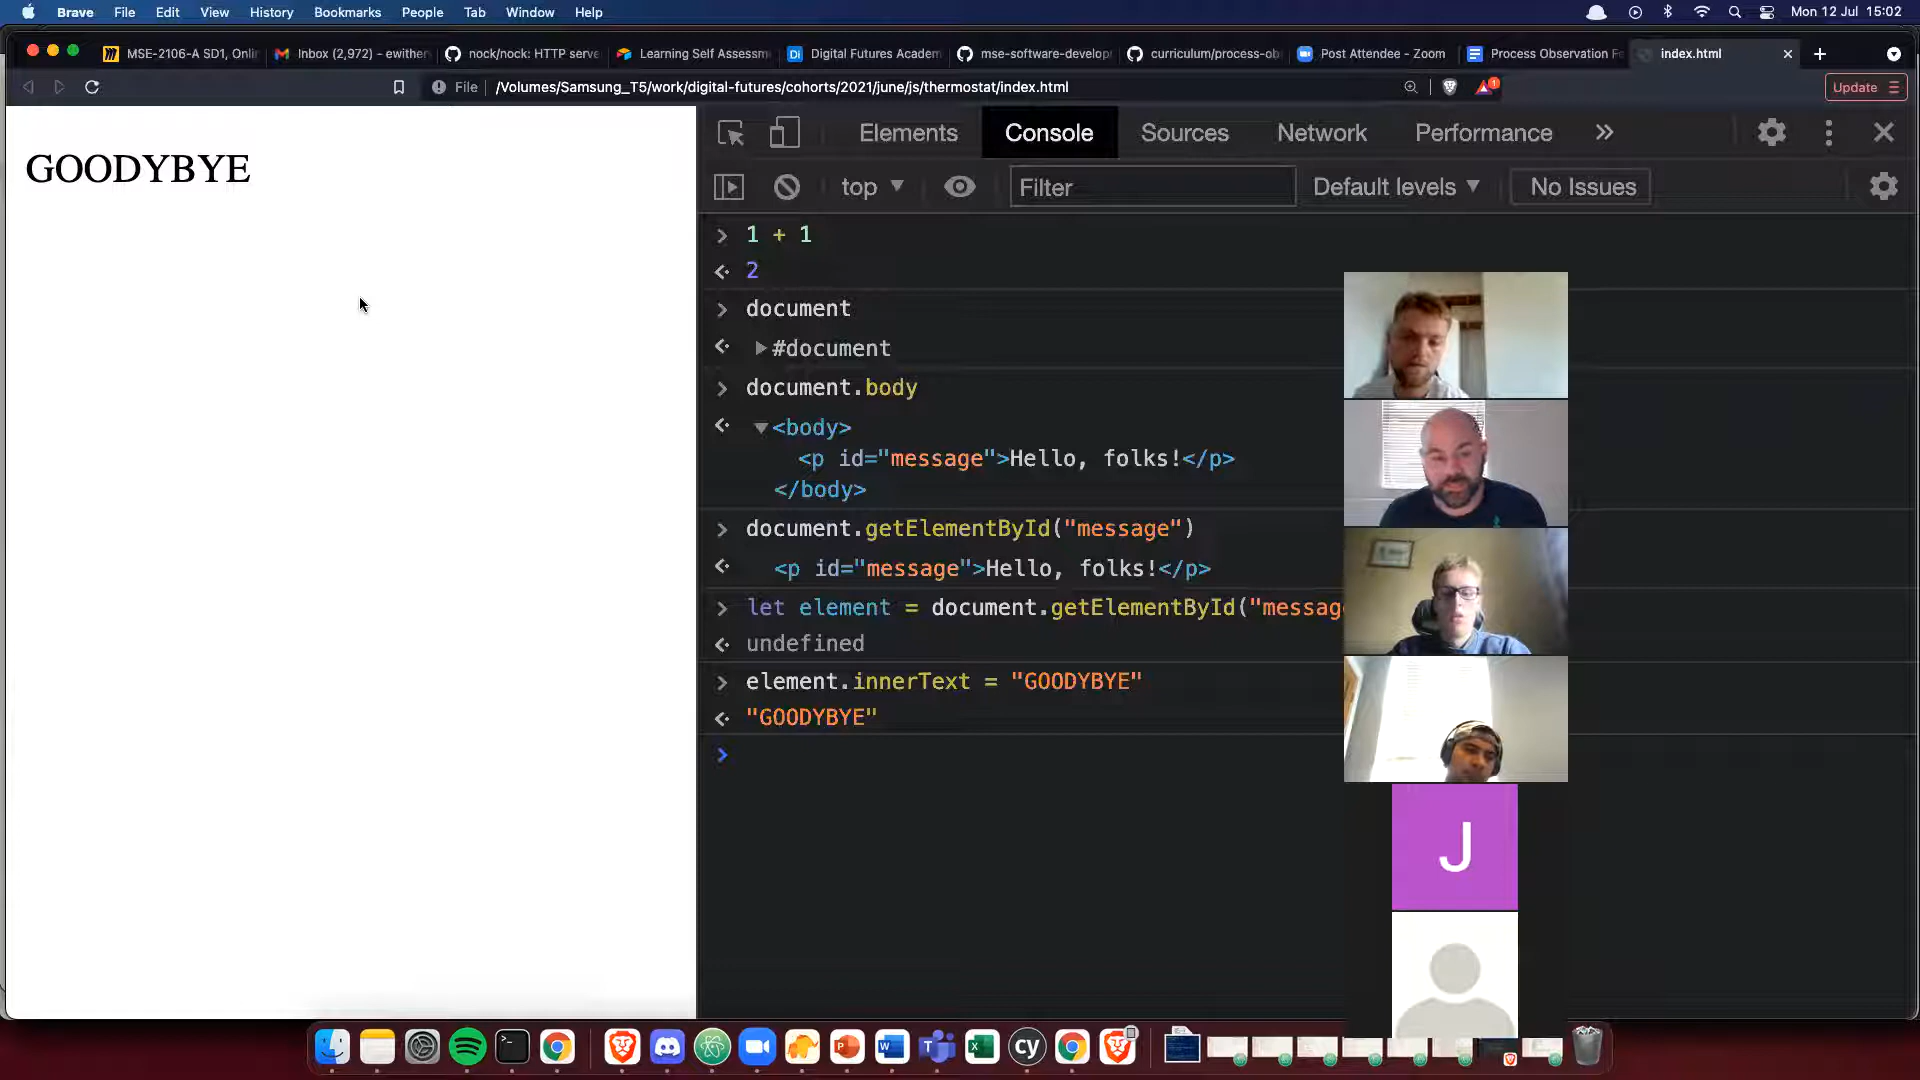 Brave File Edit View History Bookmarks People Tab Window Help Mon 12 Jul 15:02
MSE-2106-A SD1, Onli Inbox (2,972) – ewither nock/nock: HTTP serve Learning Self Assessm Digital Futures Academ mse-software-develop curriculum/process-ob Post Attendee - Zoom Process Observation Fe index.html
File /Volumes/Samsung_T5/work/digital-futures/cohorts/2021/june/js/thermostat/index.html 1 Update
GOODYBYE
Elements Console Sources Network Performance
top Filter Default levels No Issues
1 + 1
2
document
#document
document.body
<body>
<p id="message">Hello, folks!</p>
</body>
document.getElementById("message")
<p id="message">Hello, folks!</p>
let element = document.getElementById("messag
undefined
element.innerText = "GOODYBYE"
"GOODYBYE"
J
cy